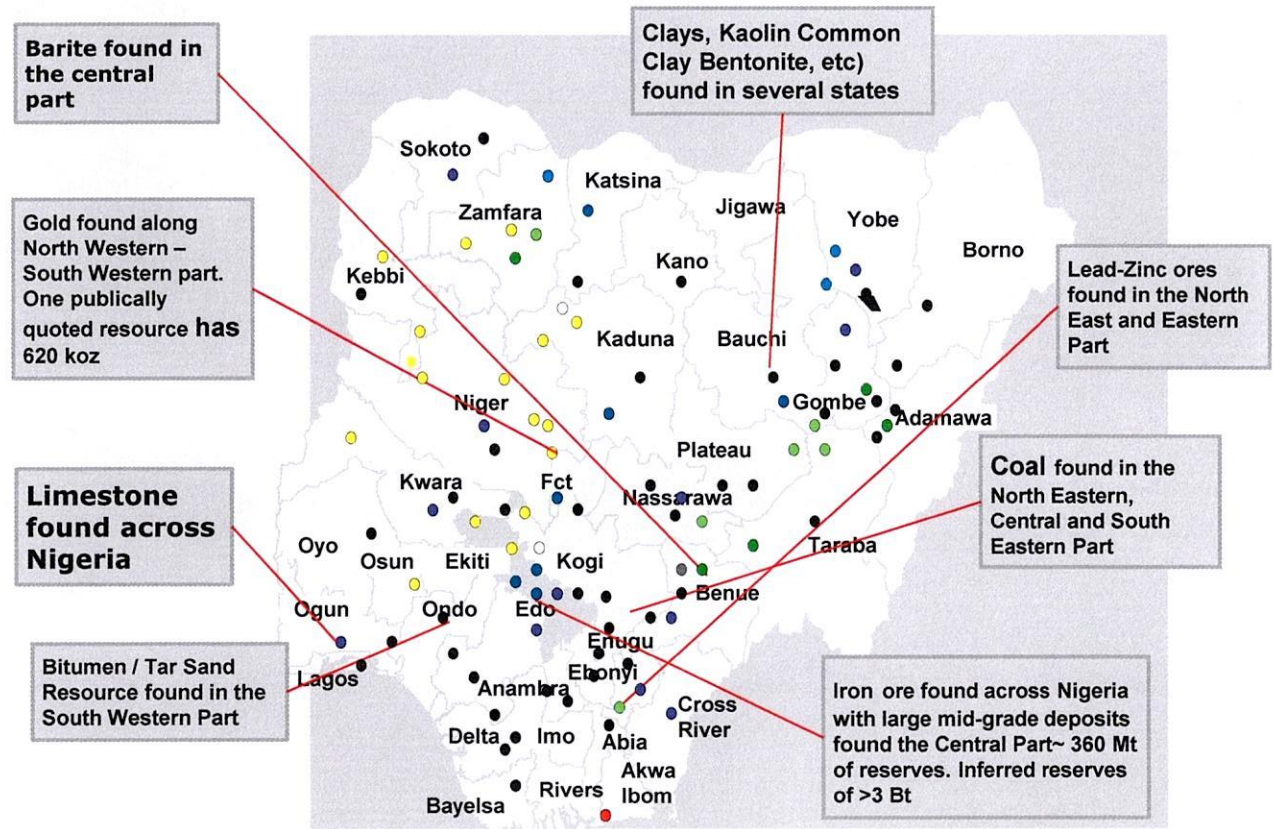 Barite found in
the central
part
Clays, Kaolin Common
Clay Bentonite, etc)
found in several
states
Gold found along
North Western –
South Western part.
One publically
quoted resource has
620 koz
Lead-Zinc ores
found in the North
East and Eastern
Part
Limestone
found across
Nigeria
Coal found in the
North Eastern,
Central and South
Eastern Part
Bitumen / Tar Sand
Resource found in the
South Western Part
Iron ore found across Nigeria
with large mid-grade deposits
found the Central Part~ 360 Mt
of reserves. Inferred reserves
of >3 Bt
Sokoto
Katsina
Zamfara
Jigawa
Yobe
Borno
Kano
Kebbi
Kaduna
Bauchi
Niger
Gombe
Adamawa
Plateau
Kwara
Fct
Nassarawa
Oyo
Osun
Ekiti
Kogi
Taraba
Benue
Ogun
Ondo
Edo
Enugu
Lagos
Ebonyi
Anambra
Cross
River
Delta
Imo
Abia
Akwa
Ibom
Rivers
Bayelsa